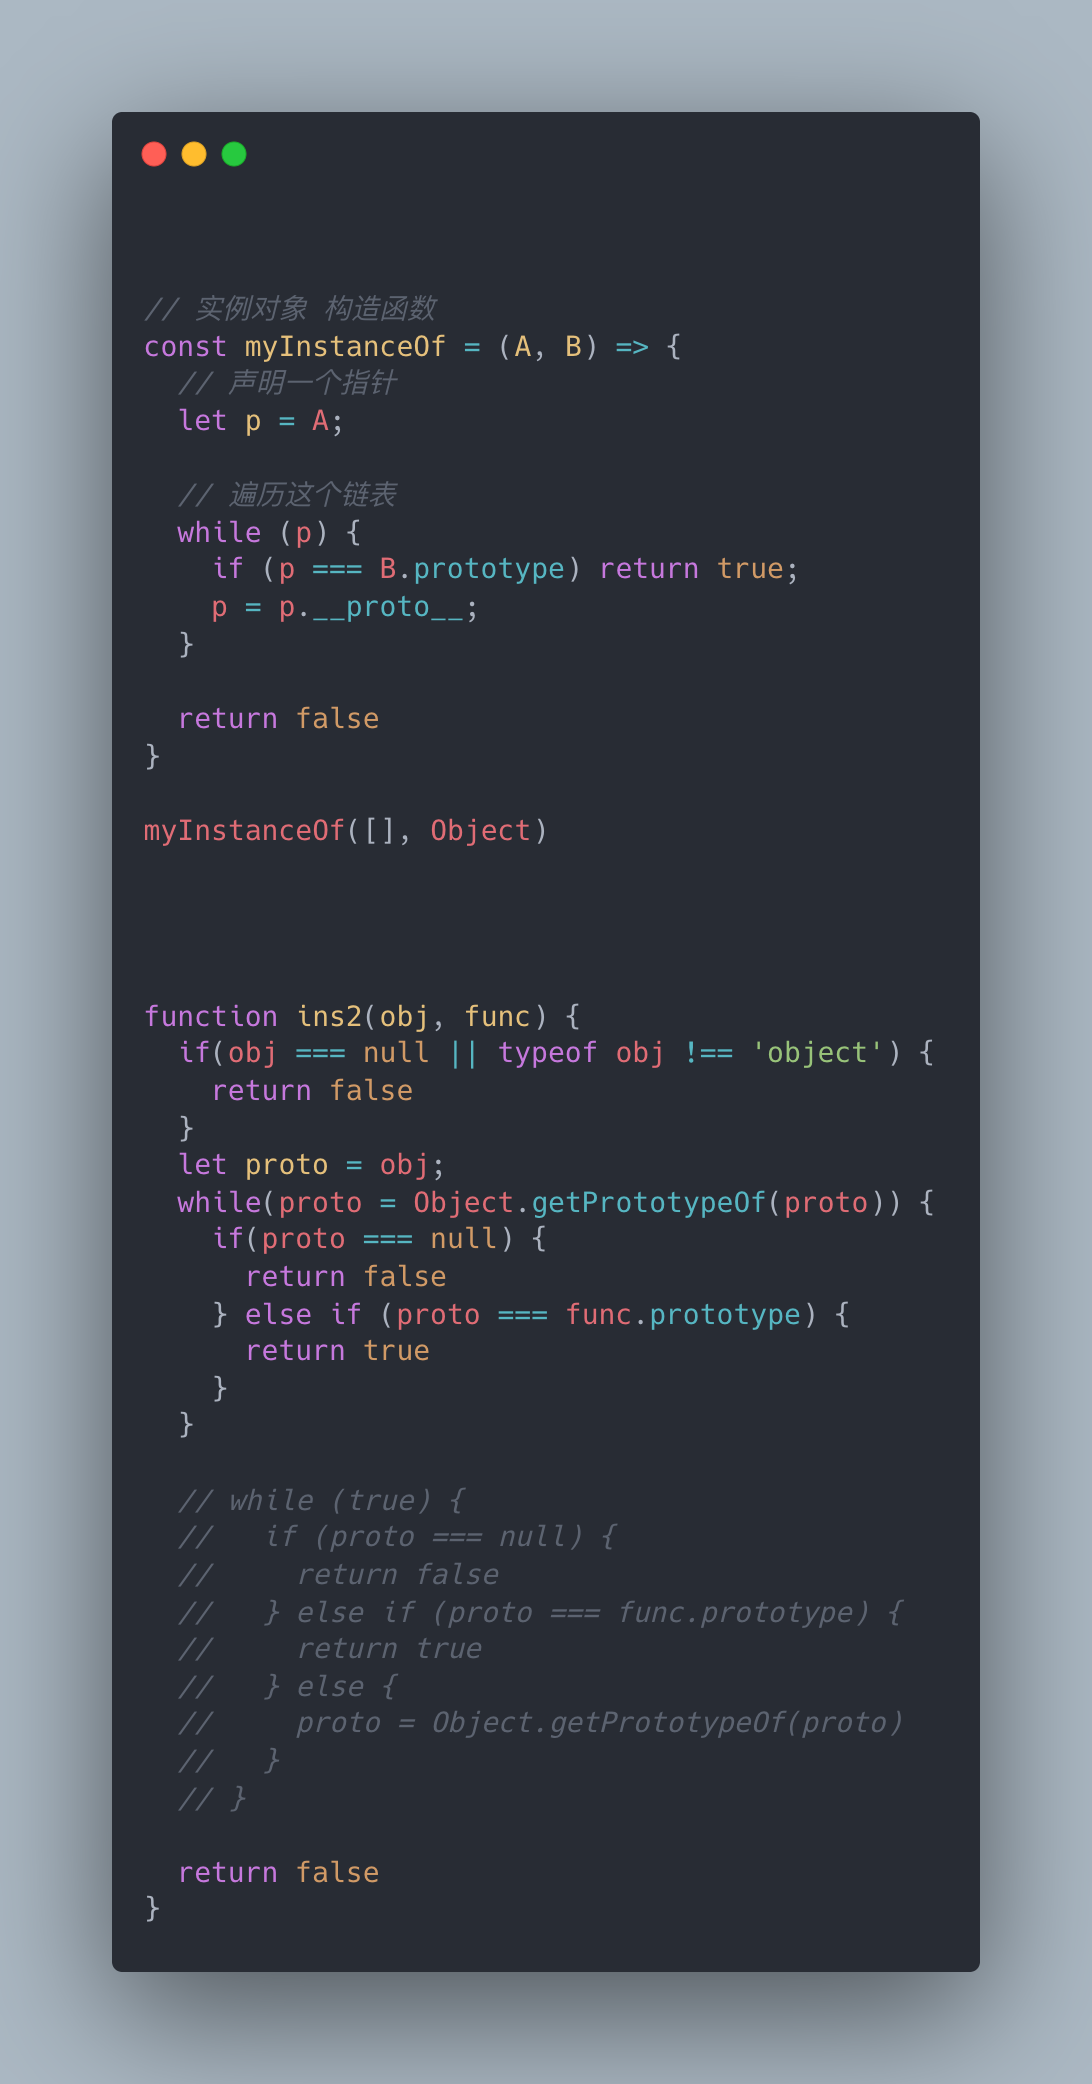 // 实例对象 构造函数
const myInstanceOf = (A, B) => {
  // 声明一个指针
  let p = A;

  // 遍历这个链表
  while (p) {
    if (p === B.prototype) return true;
    p = p.__proto__;
  }

  return false
}

myInstanceOf([], Object)

function ins2(obj, func) {
  if(obj === null || typeof obj !== 'object') {
    return false
  }
  let proto = obj;
  while(proto = Object.getPrototypeOf(proto)) {
    if(proto === null) {
      return false
    } else if (proto === func.prototype) {
      return true
    }
  }

  // while (true) {
  //   if (proto === null) {
  //     return false
  //   } else if (proto === func.prototype) {
  //     return true
  //   } else {
  //     proto = Object.getPrototypeOf(proto)
  //   }
  // }

  return false
}